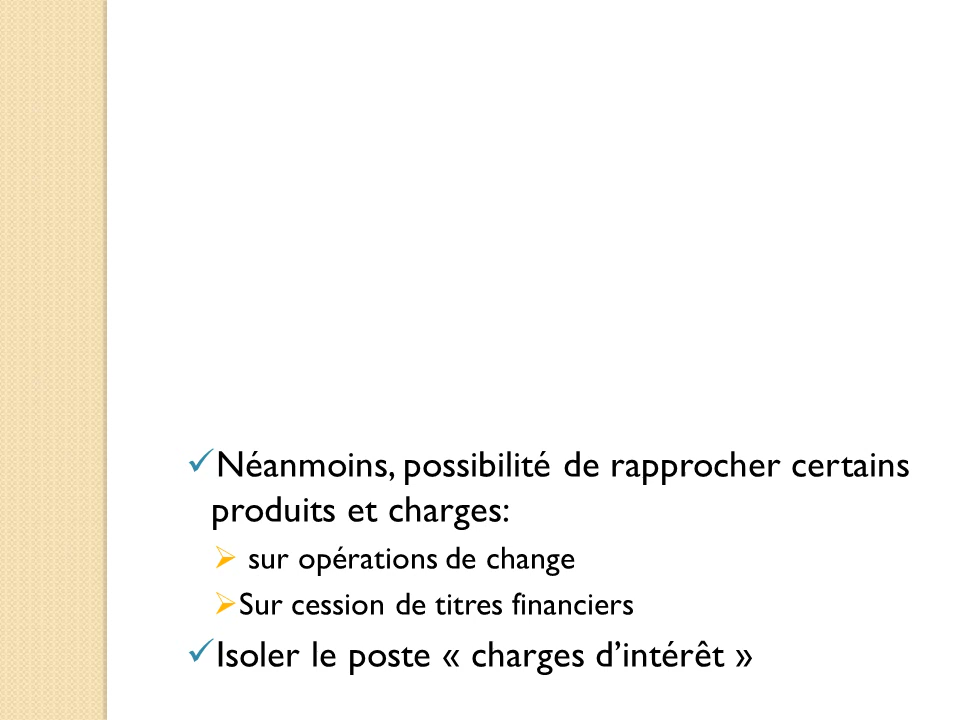 ✓Néanmoins, possibilité de rapprocher certains
produits et charges:
➢ sur opérations de change
➢Sur cession de titres financiers
✓Isoler le poste « charges d’intérêt »